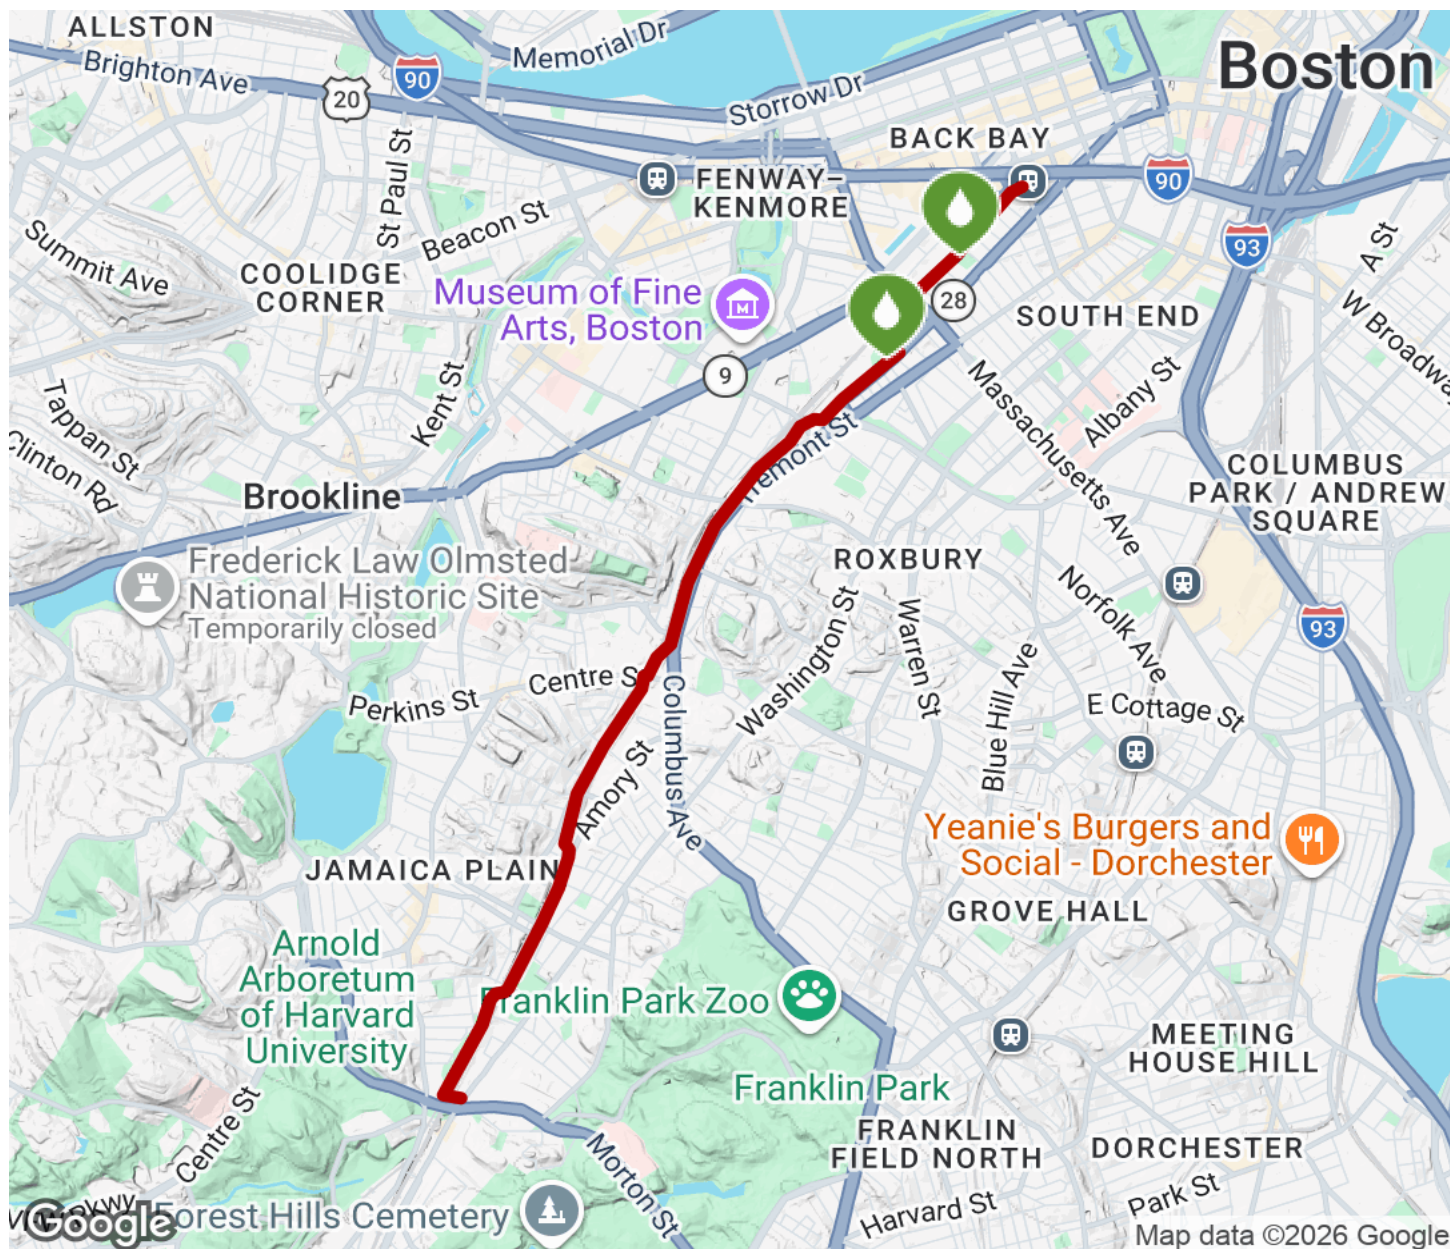 ALLSTON
Memorial Dr
Boston
Brighton Ave
90
20
Storrow Dr
BACK BAY
St Paul St
FENWAY–
KENMORE
90
Beacon St
Summit Ave
93
A St
COOLIDGE
CORNER
Museum of Fine
Arts, Boston
28
SOUTH END
W Broadway
9
Kent St
Tappan St
Clinton Rd
Massachusetts Ave
Albany St
Tremont St
Brookline
COLUMBUS
PARK / ANDREW
SQUARE
Frederick Law Olmsted
National Historic Site
Temporarily closed
ROXBURY
Washington St
Warren St
Norfolk Ave
93
Centre S
Perkins St
Columbus Ave
Blue Hill Ave
E Cottage St
Amory St
Yeanie's Burgers and
Social - Dorchester
JAMAICA PLAIN
GROVE HALL
Arnold
Arboretum
of Harvard
University
Franklin Park Zoo
MEETING
HOUSE HILL
Franklin Park
Centre St
FRANKLIN
FIELD NORTH
DORCHESTER
Morton St
Park St
Harvard St
Forest Hills Cemetery
Google
Map data ©2026 Google